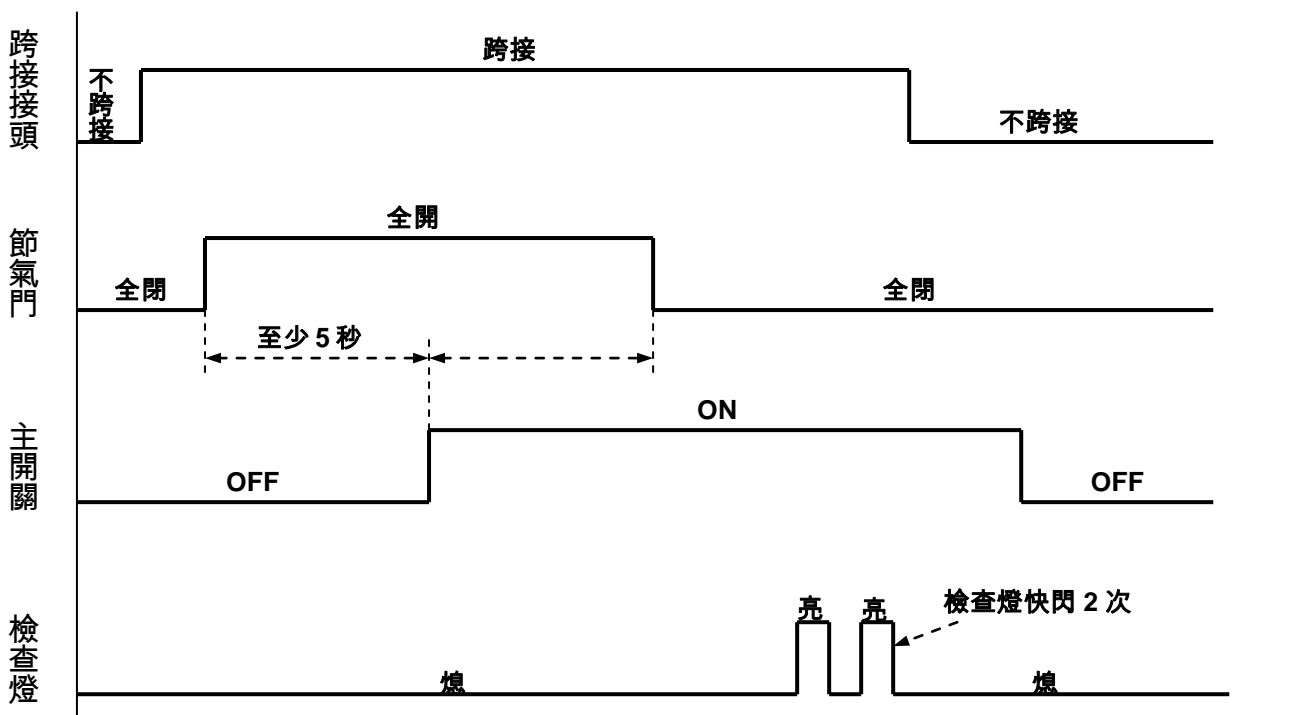 跨接接頭
不跨接
跨接
不跨接
節氣門
全閉
全開
全閉
至少 5 秒
主開關
OFF
ON
OFF
檢查燈
熄
亮
亮
檢查燈快閃 2 次
熄